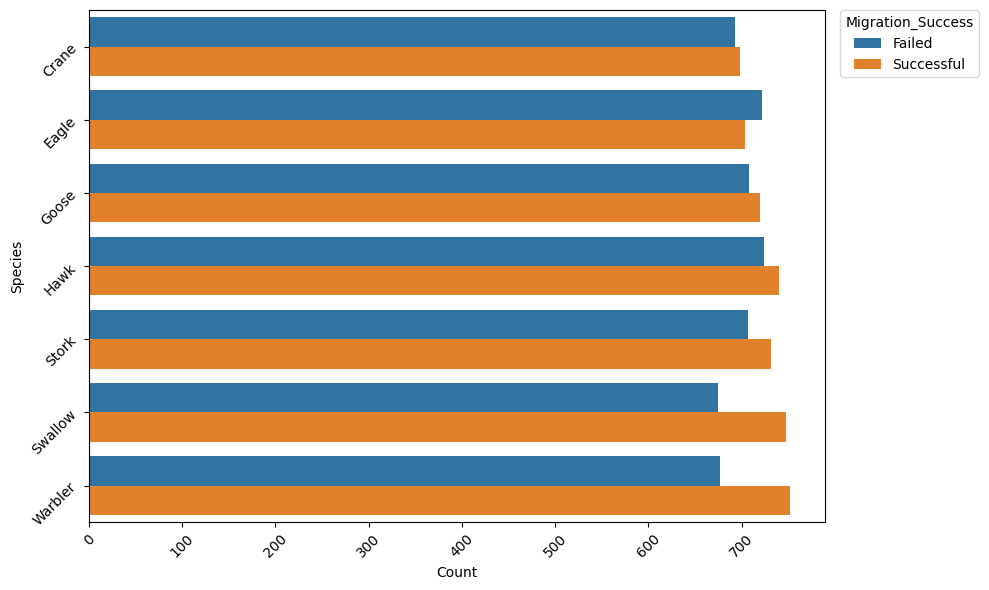 Migration_Success
Failed
Successful
Species
Crane
Eagle
Goose
Hawk
Stork
Swallow
Warbler
0 100 200 300 400 500 600 700
Count